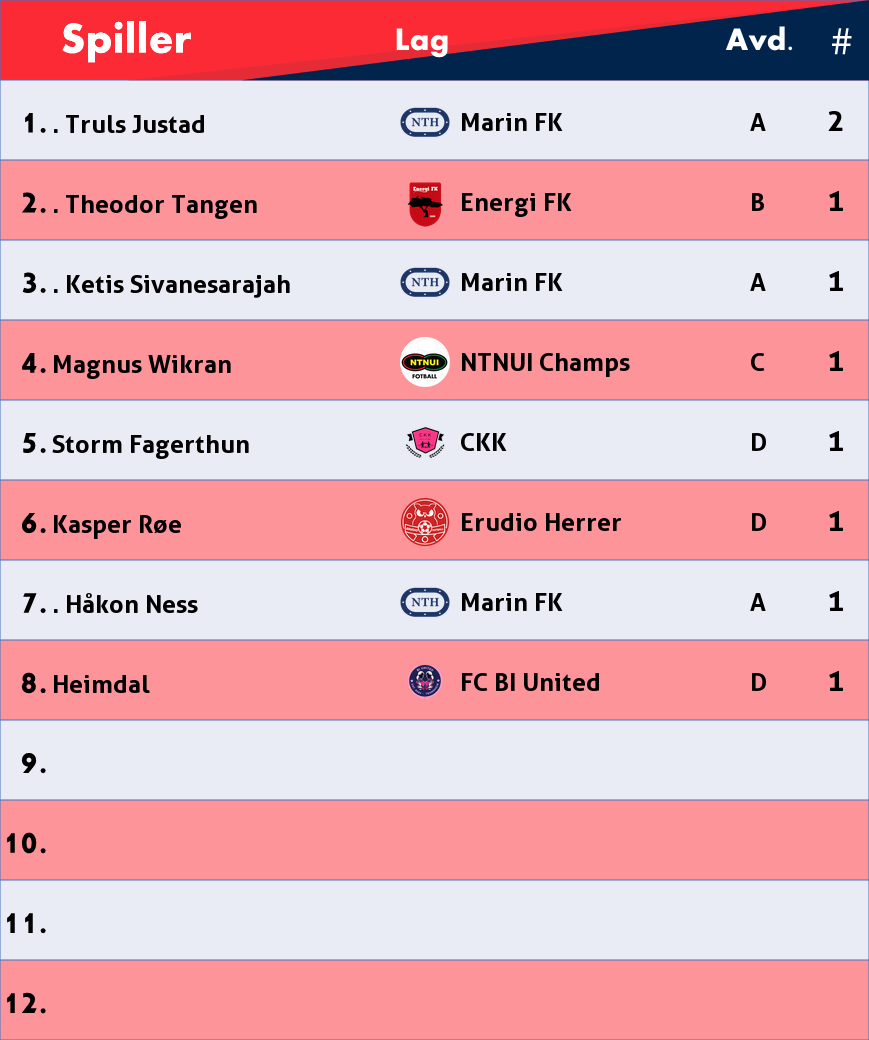 Spiller Lag Avd. #
1. . Truls Justad NTH Marin FK A 2
2. . Theodor Tangen Energi FK Energi FK B 1
3. . Ketis Sivanesarajah NTH Marin FK A 1
4. Magnus Wikran NTNUI FOTBALL NTNUI Champs C 1
5. Storm Fagerthun CKK CKK D 1
6. Kasper Røe Erudio Herrer D 1
7. . Håkon Ness NTH Marin FK A 1
8. Heimdal FC BI United D 1
9.
10.
11.
12.